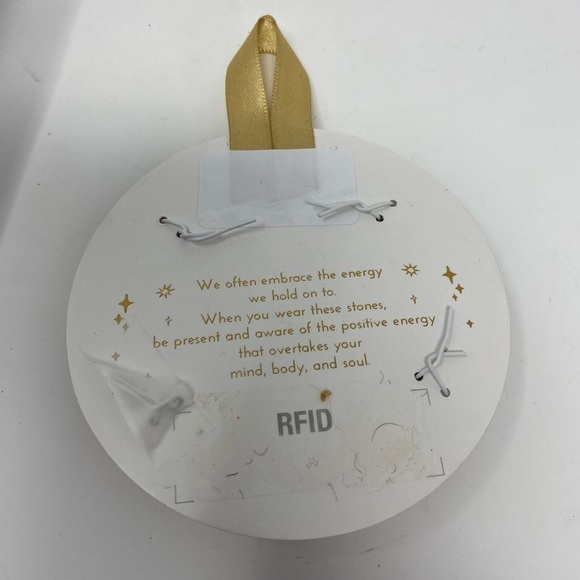 We often embrace the energy
we hold on to.
When you wear these stones,
be present and aware of the positive energy
that overtakes your
mind, body, and soul.
RFID